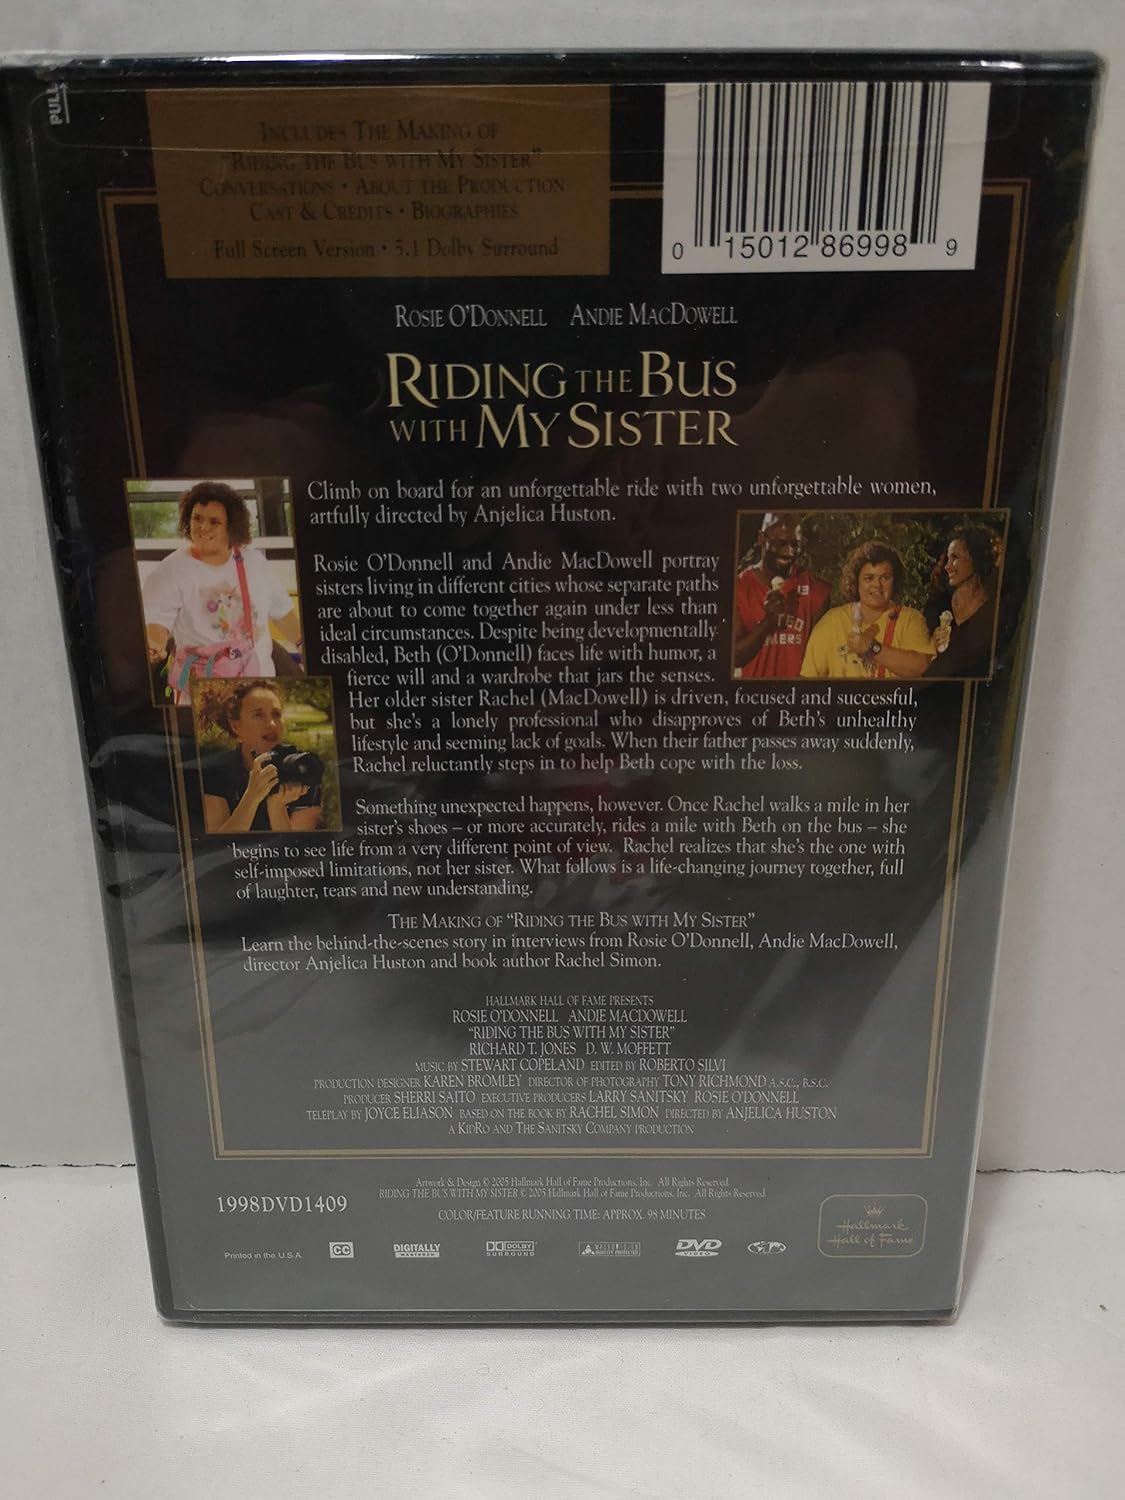 PULL
INCLUDES THE MAKING OF
"RIDING THE BUS WITH MY SISTER"
CONVERSATIONS • ABOUT THE PRODUCTION
CAST & CREDITS • BIOGRAPHIES
Full Screen Version • 5.1 Dolby Surround
0 15012 86998 9
ROSIE O'DONNELL ANDIE MACDOWELL
RIDING THE BUS
WITH MY SISTER
Climb on board for an unforgettable ride with two unforgettable women,
artfully directed by Anjelica Huston.
Rosie O'Donnell and Andie MacDowell portray
sisters living in different cities whose separate paths
are about to come together again under less than
ideal circumstances. Despite being developmentally
disabled, Beth (O'Donnell) faces life with humor, a
fierce will and a wardrobe that jars the senses.
Her older sister Rachel (MacDowell) is driven, focused and successful,
but she's a lonely professional who disapproves of Beth's unhealthy
lifestyle and seeming lack of goals. When their father passes away suddenly,
Rachel reluctantly steps in to help Beth cope with the loss.
Something unexpected happens, however. Once Rachel walks a mile in her
sister's shoes – or more accurately, rides a mile with Beth on the bus – she
begins to see life from a very different point of view. Rachel realizes that she's the one with
self-imposed limitations, not her sister. What follows is a life-changing journey together, full
of laughter, tears and new understanding.
THE MAKING OF "RIDING THE BUS WITH MY SISTER"
Learn the behind-the-scenes story in interviews from Rosie O'Donnell, Andie MacDowell,
director Anjelica Huston and book author Rachel Simon.
HALLMARK HALL OF FAME PRESENTS
ROSIE O'DONNELL ANDIE MACDOWELL
"RIDING THE BUS WITH MY SISTER"
RICHARD T. JONES D. W. MOFFETT
MUSIC BY STEWART COPELAND EDITED BY ROBERTO SILVI
PRODUCTION DESIGNER KAREN BROMLEY DIRECTOR OF PHOTOGRAPHY TONY RICHMOND A.S.C., B.S.C.
PRODUCER SHERRI SAITO EXECUTIVE PRODUCERS LARRY SANITSKY ROSIE O'DONNELL
TELEPLAY BY JOYCE ELIASON BASED ON THE BOOK BY RACHEL SIMON DIRECTED BY ANJELICA HUSTON
A KIDRO AND THE SANITSKY COMPANY PRODUCTION
Artwork & Design © 2005 Hallmark Hall of Fame Productions, Inc. All Rights Reserved.
RIDING THE BUS WITH MY SISTER © 2005 Hallmark Hall of Fame Productions, Inc. All Rights Reserved.
1998DVD1409
COLOR/FEATURE RUNNING TIME: APPROX. 98 MINUTES
Printed in the U.S.A.
CC
DIGITALLY
DOLBY
SURROUND
DVD
VIDEO
Hallmark
Hall of Fame